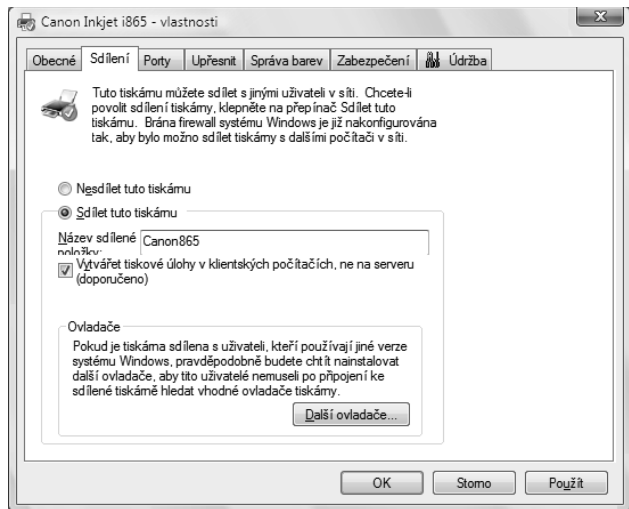 Canon Inkjet i865 - vlastnosti
Obecné Sdílení Porty Upřesnit Správa barev Zabezpečení Údržba
Tuto tiskárnu můžete sdílet s jinými uživateli v síti. Chcete-li
povolit sdílení tiskárny, klepněte na přepínač Sdílet tuto
tiskárnu. Brána firewall systému Windows je již nakonfigurována
tak, aby bylo možno sdílet tiskárny s dalšími počítači v síti.
Nesdílet tuto tiskárnu
Sdílet tuto tiskárnu
Název sdílené Canon865
položky:
Vytvářet tiskové úlohy v klientských počítačích, ne na serveru
(doporučeno)
Ovladače
Pokud je tiskárna sdílena s uživateli, kteří používají jiné verze
systému Windows, pravděpodobně budete chtít nainstalovat
další ovladače, aby tito uživatelé nemuseli po připojení ke
sdílené tiskárně hledat vhodné ovladače tiskárny.
Další ovladače...
OK Storno Použít